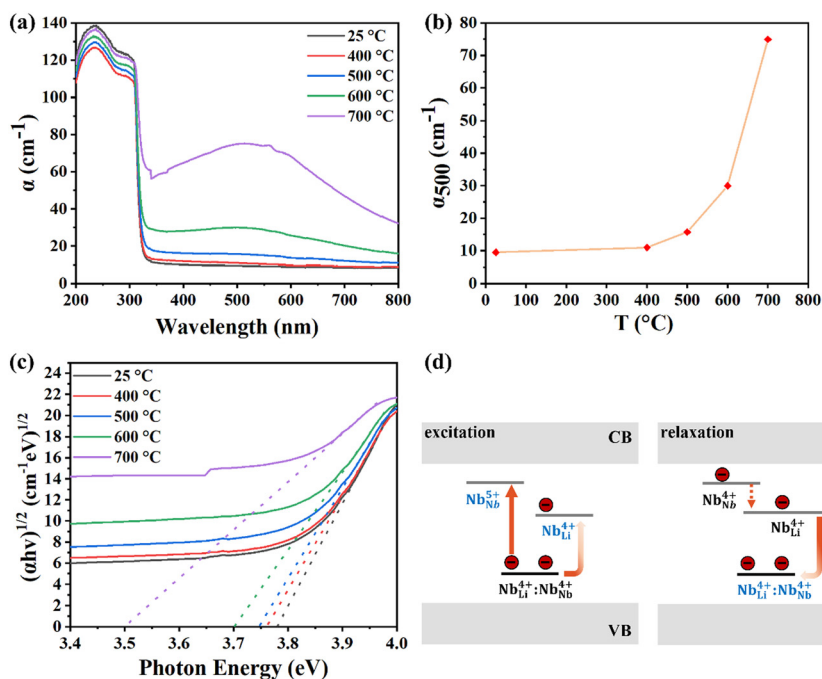 (a)
α (cm⁻¹)
140
120
100
80
60
40
20
0
200 300 400 500 600 700 800
Wavelength (nm)
25 °C
400 °C
500 °C
600 °C
700 °C
(b)
α500 (cm⁻¹)
80
70
60
50
40
30
20
10
0
0 100 200 300 400 500 600 700 800
T (°C)
(c)
(αhν)^1/2 (cm⁻¹eV)^1/2
24
22
20
18
16
14
12
10
8
6
4
2
0
3.4 3.5 3.6 3.7 3.8 3.9 4.0
Photon Energy (eV)
25 °C
400 °C
500 °C
600 °C
700 °C
(d)
excitation CB
Nb⁵⁺Nb
Nb⁴⁺Li
Nb⁴⁺Li:Nb⁴⁺Nb
VB
relaxation
Nb⁴⁺Nb
Nb⁴⁺Li
Nb⁴⁺Li:Nb⁴⁺Nb